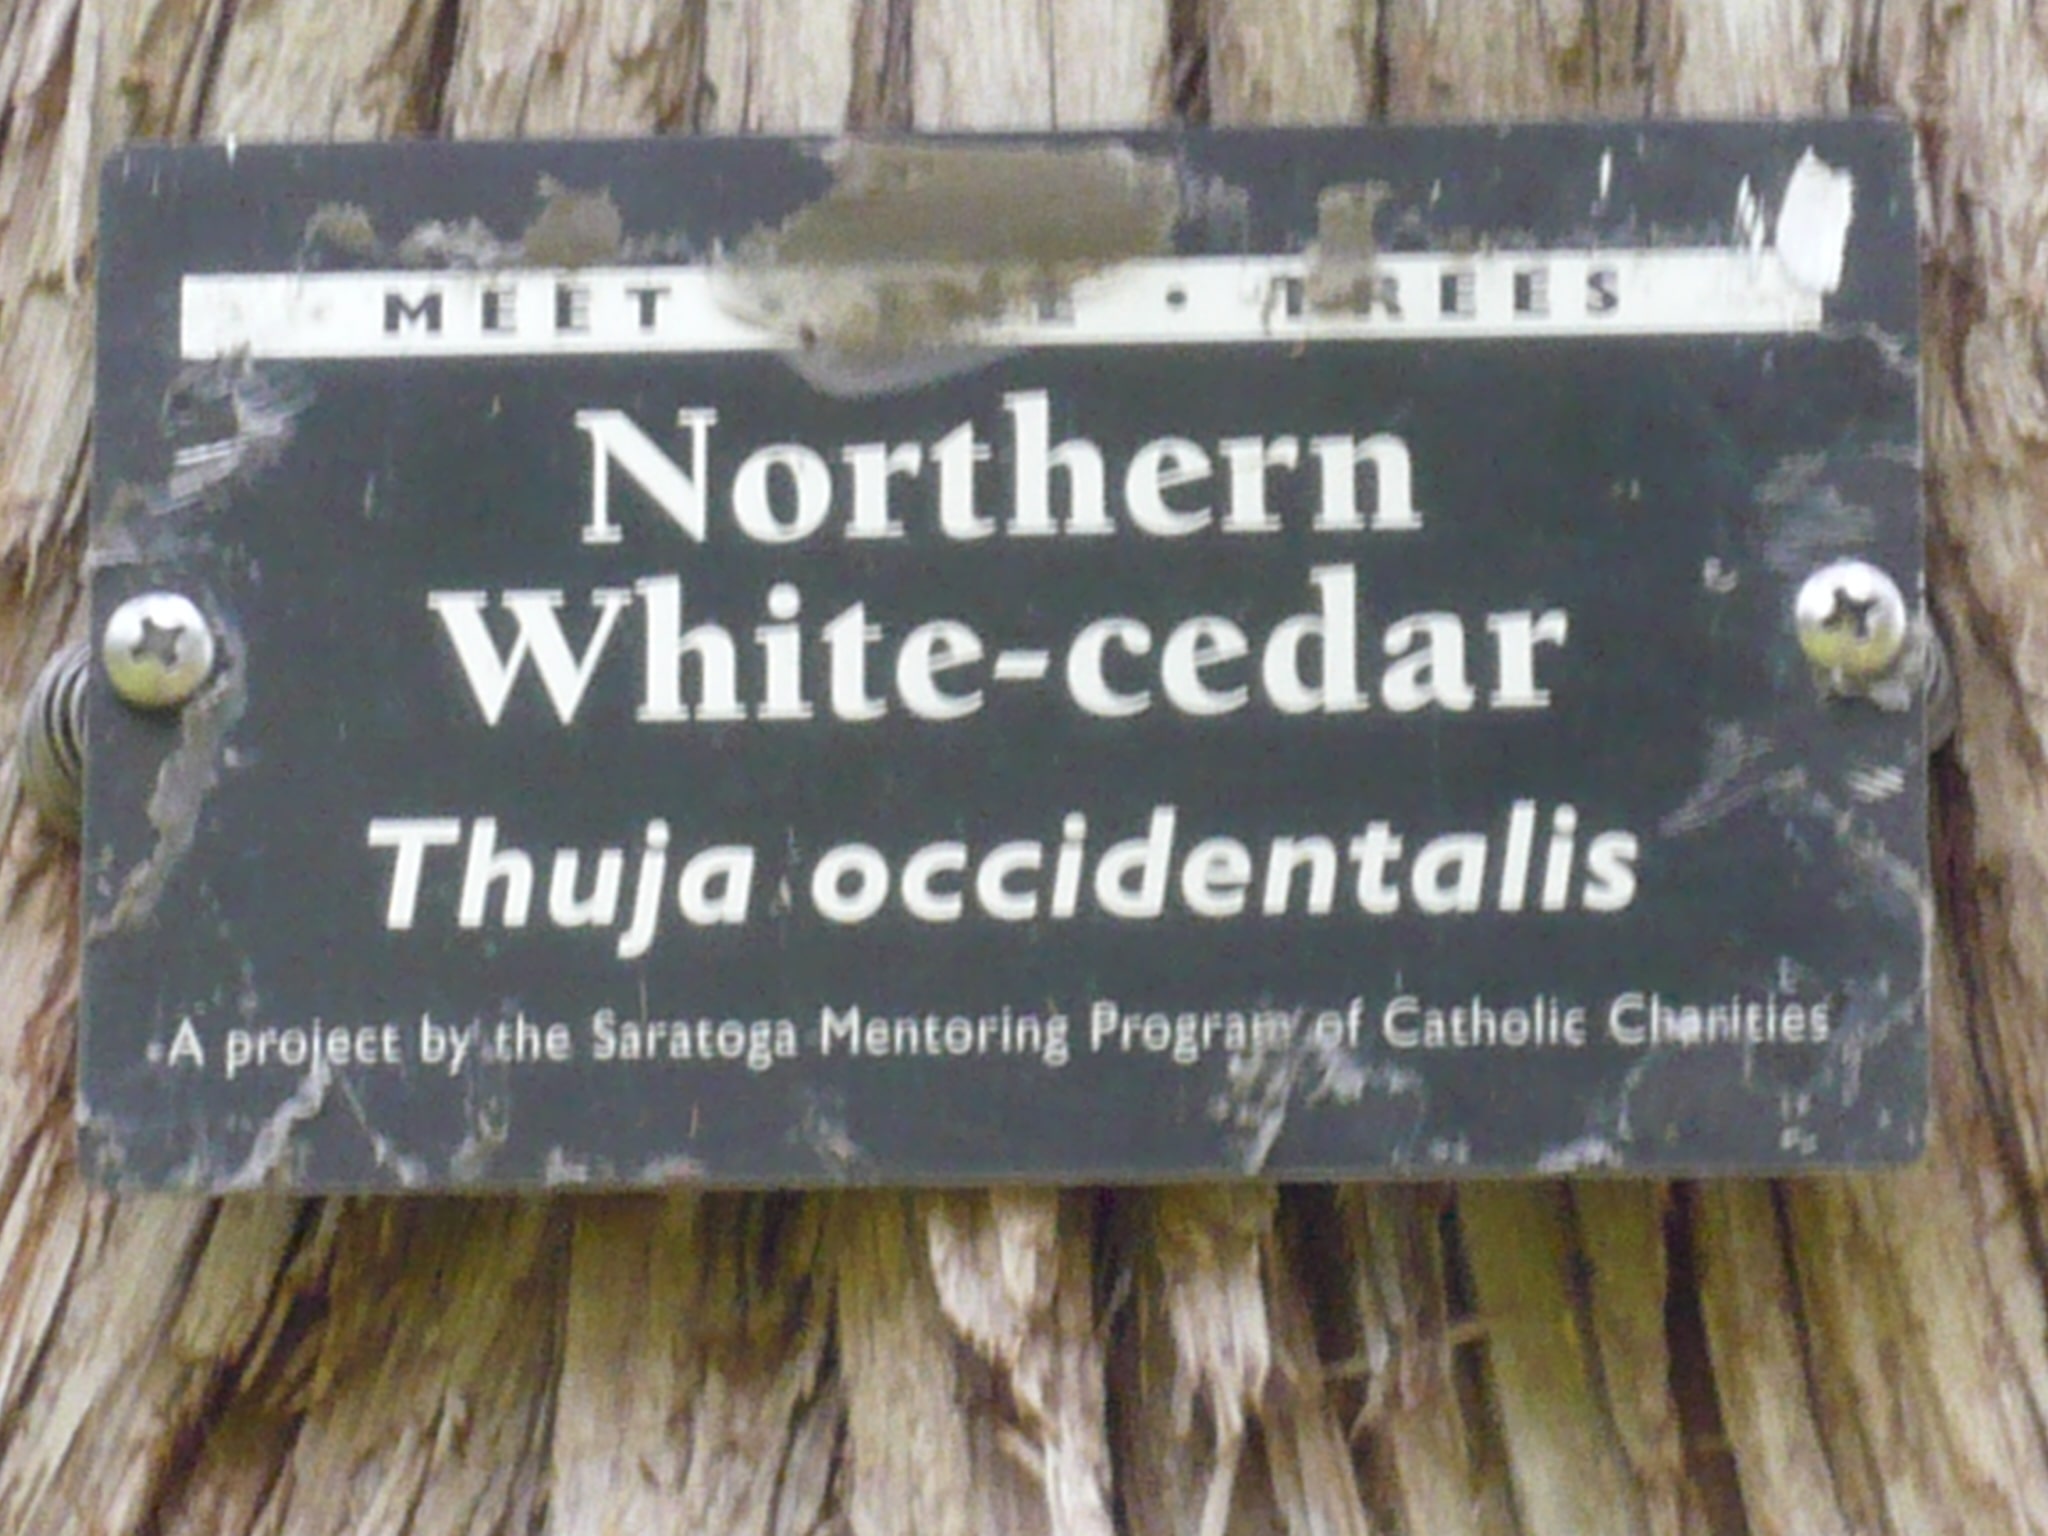 MEET • TREES
Northern
White-cedar
Thuja occidentalis
A project by the Saratoga Mentoring Program of Catholic Charities